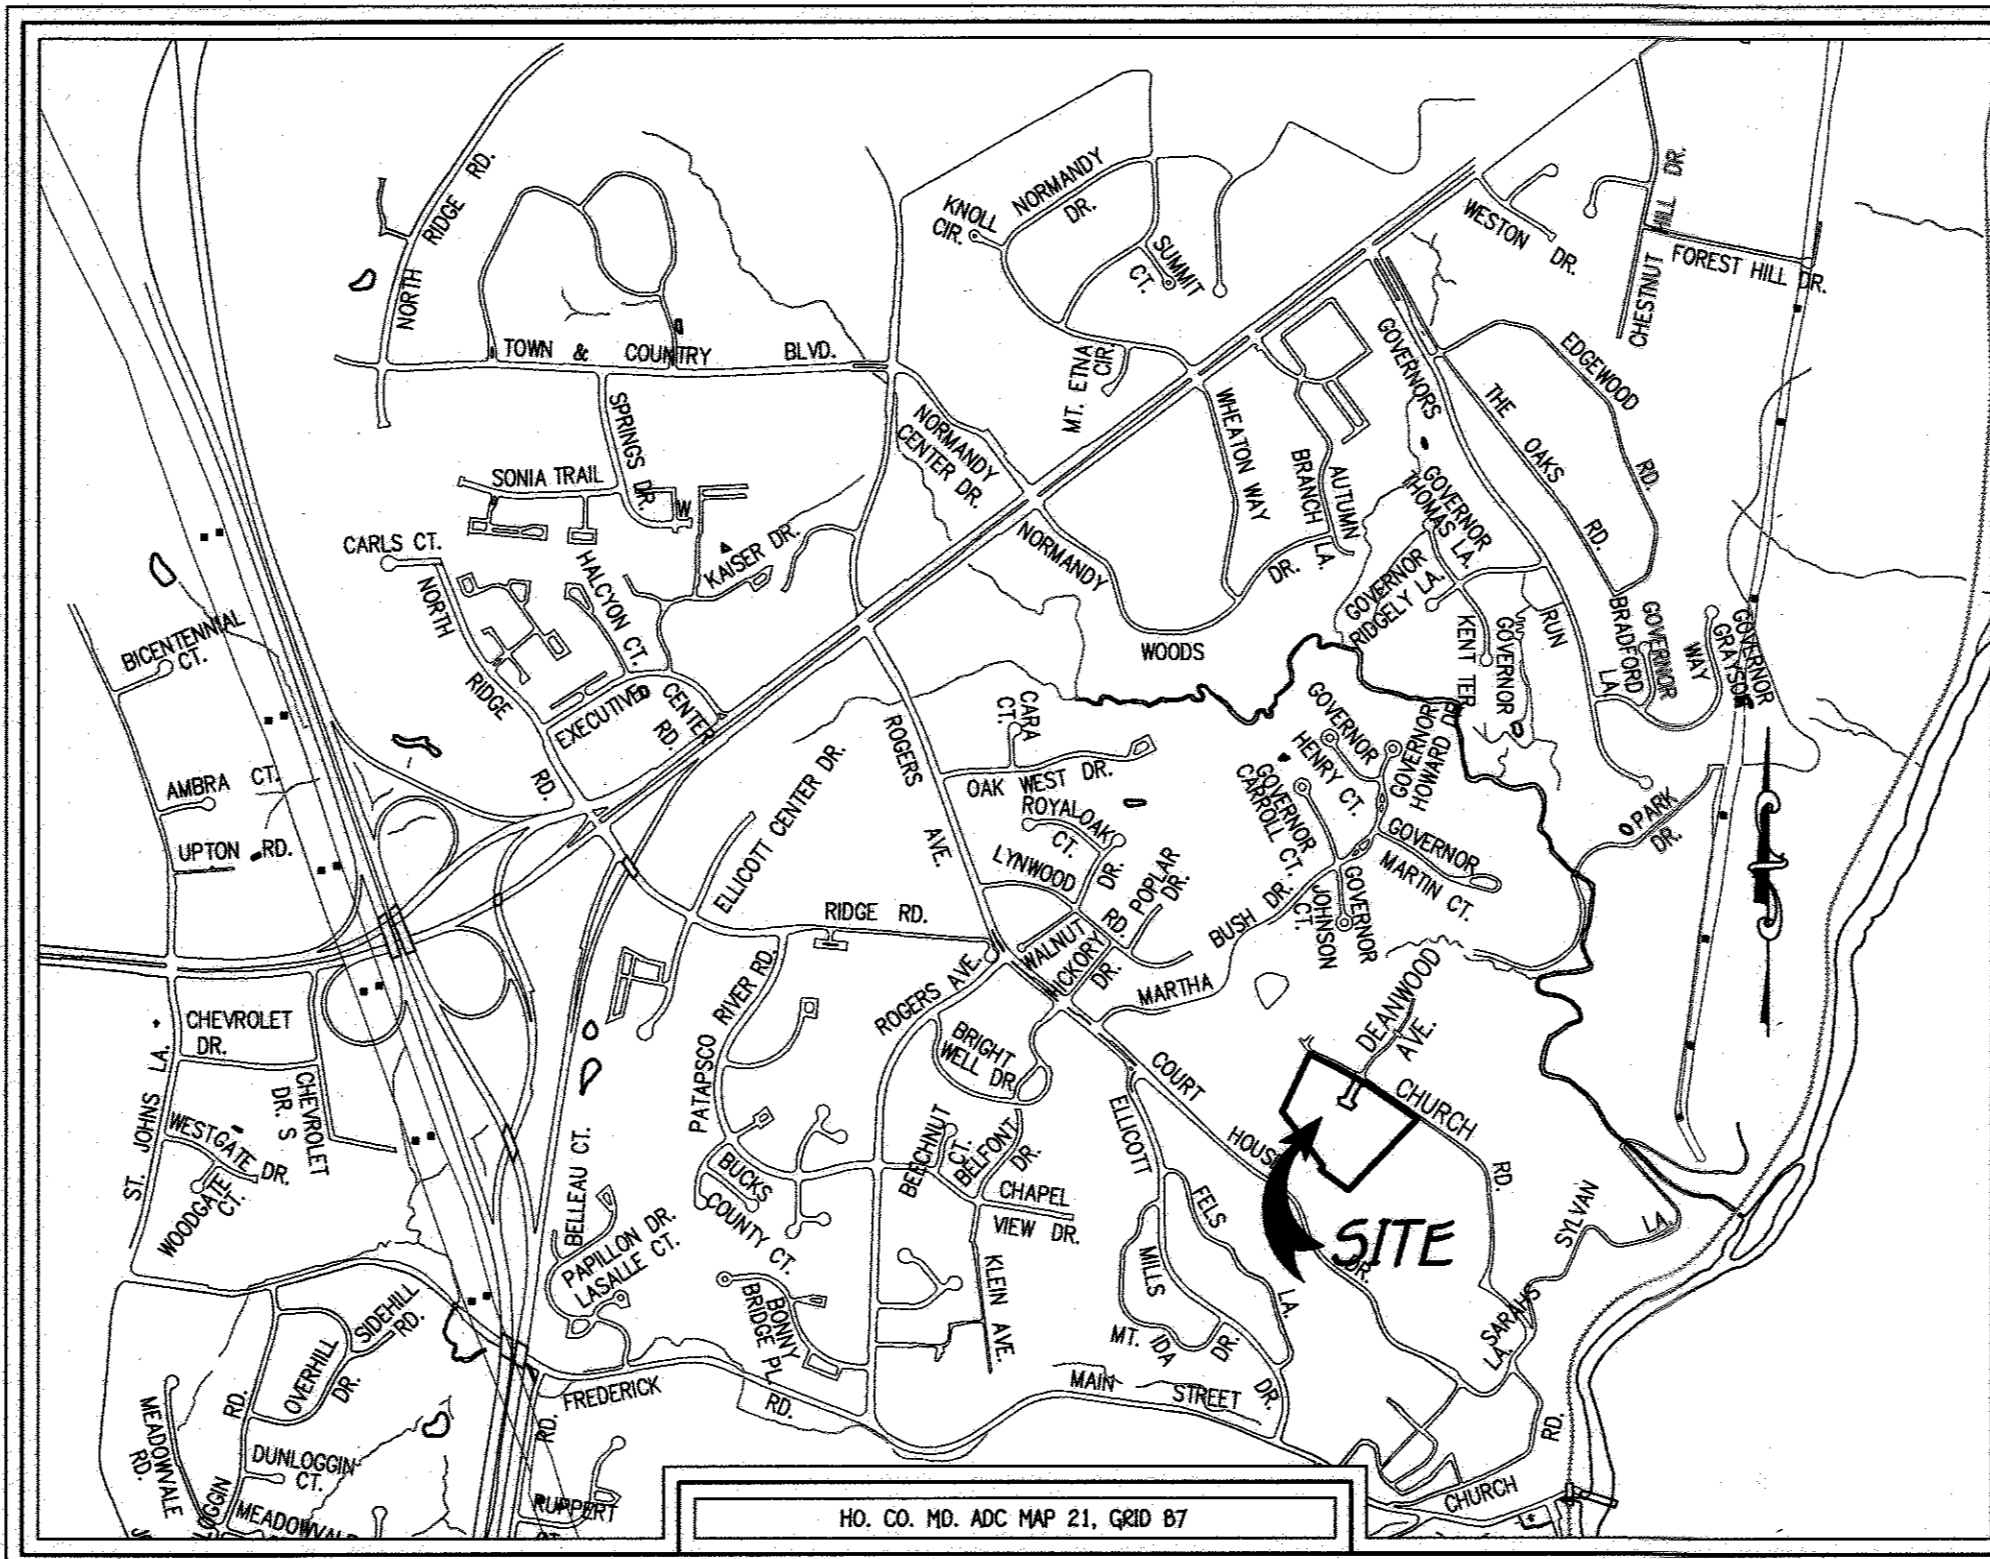 NORTH
RIDGE RD.
KNOLL
CIR.
NORMANDY
DR.
SUMMIT
CT.
WESTON DR.
CHESTNUT HILL DR.
FOREST HILL DR.
TOWN & COUNTRY BLVD.
MT. ETNA
CIR.
GOVERNORS
RUN
EDGEWOOD
RD.
THE OAKS RD.
SPRINGS DR.
NORMANDY
CENTER DR.
WHEATON WAY
AUTUMN
BRANCH LA.
SONIA TRAIL
W
CARLS CT.
KAISER DR.
HALCYON CT.
NORTH
RIDGE
RD.
EXECUTIVE CENTER
RD.
NORMANDY
WOODS
DR.
GOVERNOR
THOMAS LA.
GOVERNOR
RIDGELY LA.
KENT TER
GOVERNOR
BRADFORD
LA.
GOVERNOR
WAY
GOVERNOR
GRAYSON
BICENTENNIAL
CT.
AMBRA CT.
UPTON RD.
ROGERS
AVE.
CARA
CT.
OAK WEST DR.
ROYALOAK
CT.
LYNWOOD
DR.
POPLAR
DR.
RD.
GOVERNOR
HENRY CT.
GOVERNOR
HOWARD DR
GOVERNOR
CARROLL CT.
GOVERNOR
MARTIN CT.
GOVERNOR
JOHNSON
CT.
PARK
DR.
ELLICOTT CENTER DR.
RIDGE RD.
WALNUT
HICKORY
DR.
MARTHA
BUSH DR.
PATAPSCO RIVER RD.
ROGERS AVE.
BRIGHT
WELL DR.
DEANWOOD
AVE.
CHEVROLET
DR.
CHEVROLET
DR. S
ST. JOHNS LA.
WESTGATE DR.
WOODGATE
CT.
BELLEAU CT.
PAPILLON DR.
LASALLE CT.
BUCKS
COUNTY CT.
BEECHNUT
CT.
BELFONT
DR.
CHAPEL
VIEW DR.
KLEIN AVE.
COURT
HOUSE
DR.
CHURCH
RD.
ELLICOTT
MILLS
DR.
FELS
LA.
SITE
SYLVAN
LA.
SARAHS
LA.
MT. IDA
DR.
BONNY
BRIDGE PL.
SIDEHILL
RD.
OVERHILL
DR.
MEADOWVALE
RD.
RD.
DUNLOGGIN
CT.
MEADOWVALE
FREDERICK
RD.
RD.
MAIN STREET
RUPPERT
CHURCH
RD.
HO. CO. MD. ADC MAP 21, GRID B7